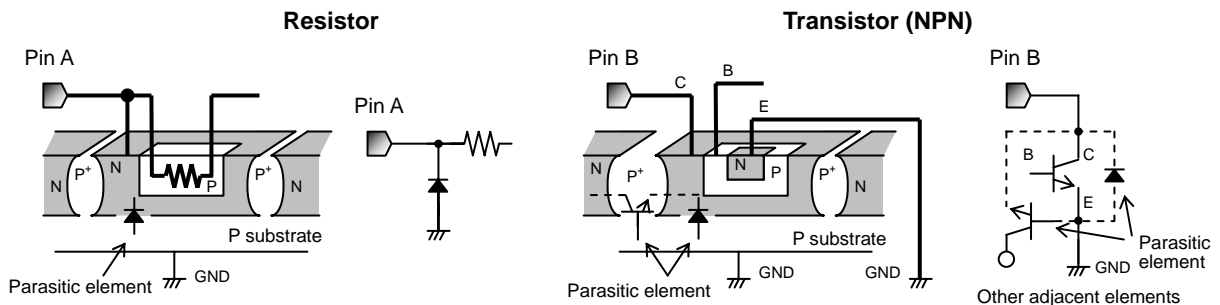 Resistor
Pin A
N
P+
N
P
P+
N
P substrate
Parasitic element
GND
Pin A
Transistor (NPN)
Pin B
C
B
E
N
P+
N
P
P+
N
P substrate
Parasitic element
GND
GND
Pin B
B
C
E
GND
Parasitic
element
Other adjacent elements